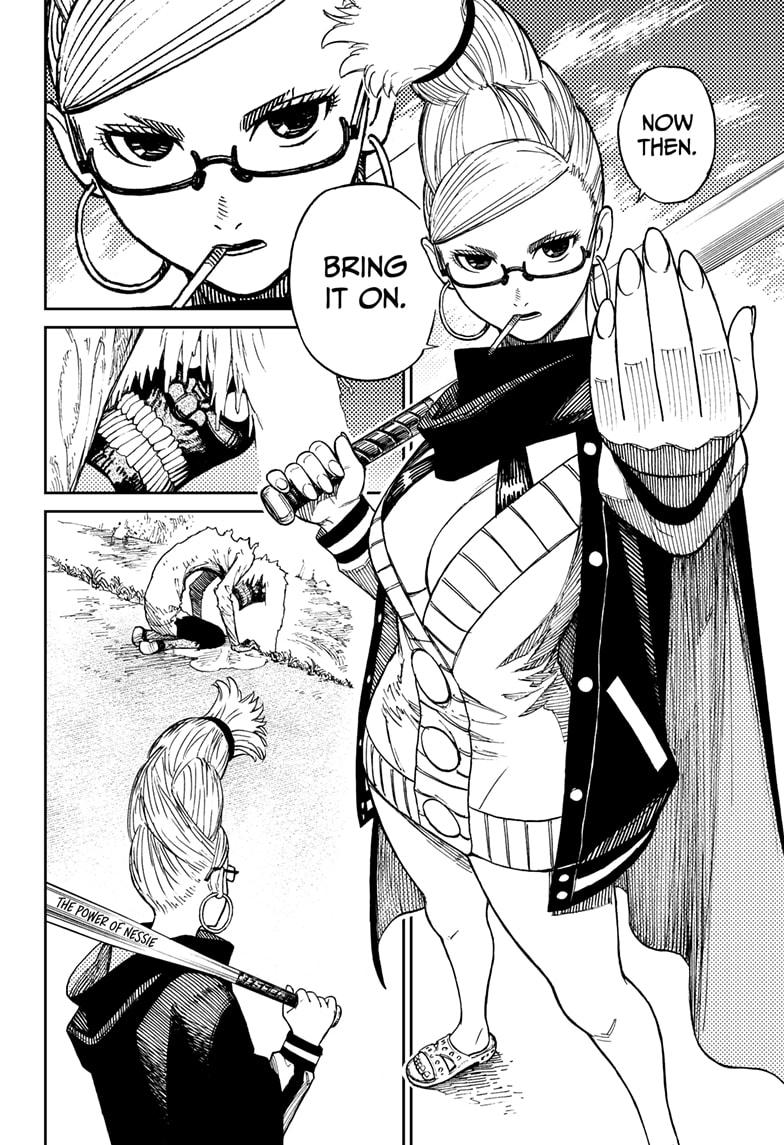 NOW
THEN.
BRING
IT ON.
THE POWER OF NESSIE